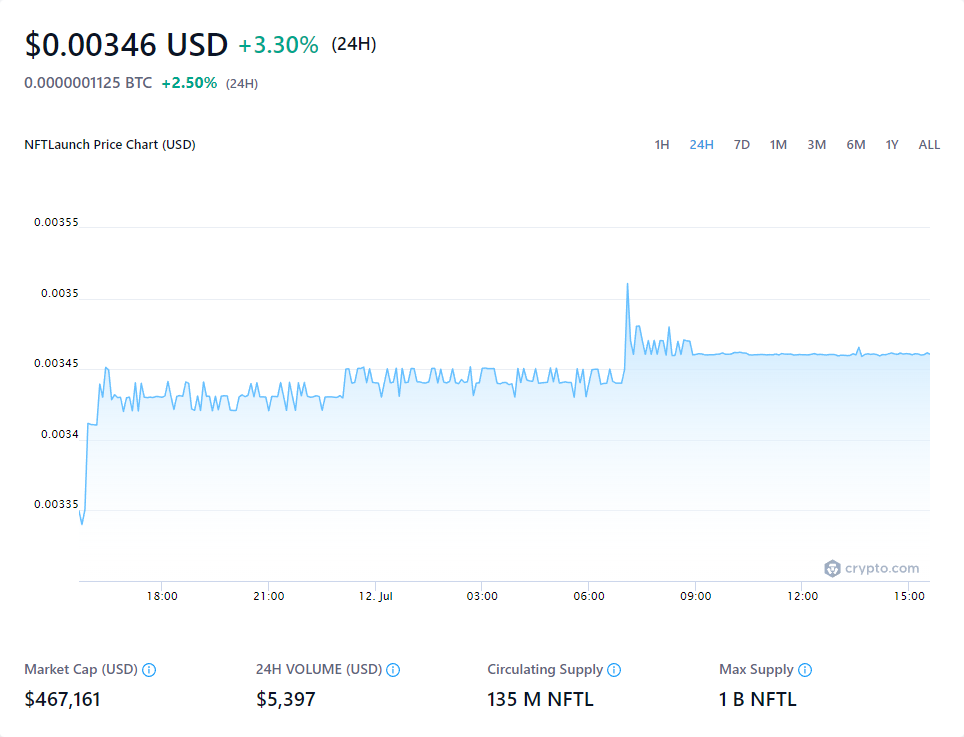 $0.00346 USD +3.30% (24H)
0.0000001125 BTC +2.50% (24H)
NFTLaunch Price Chart (USD) 1H 24H 7D 1M 3M 6M 1Y ALL
0.00355
0.0035
0.00345
0.0034
0.00335
crypto.com
18:00 21:00 12. Jul 03:00 06:00 09:00 12:00 15:00
Market Cap (USD) 24H VOLUME (USD) Circulating Supply Max Supply
$467,161 $5,397 135 M NFTL 1 B NFTL